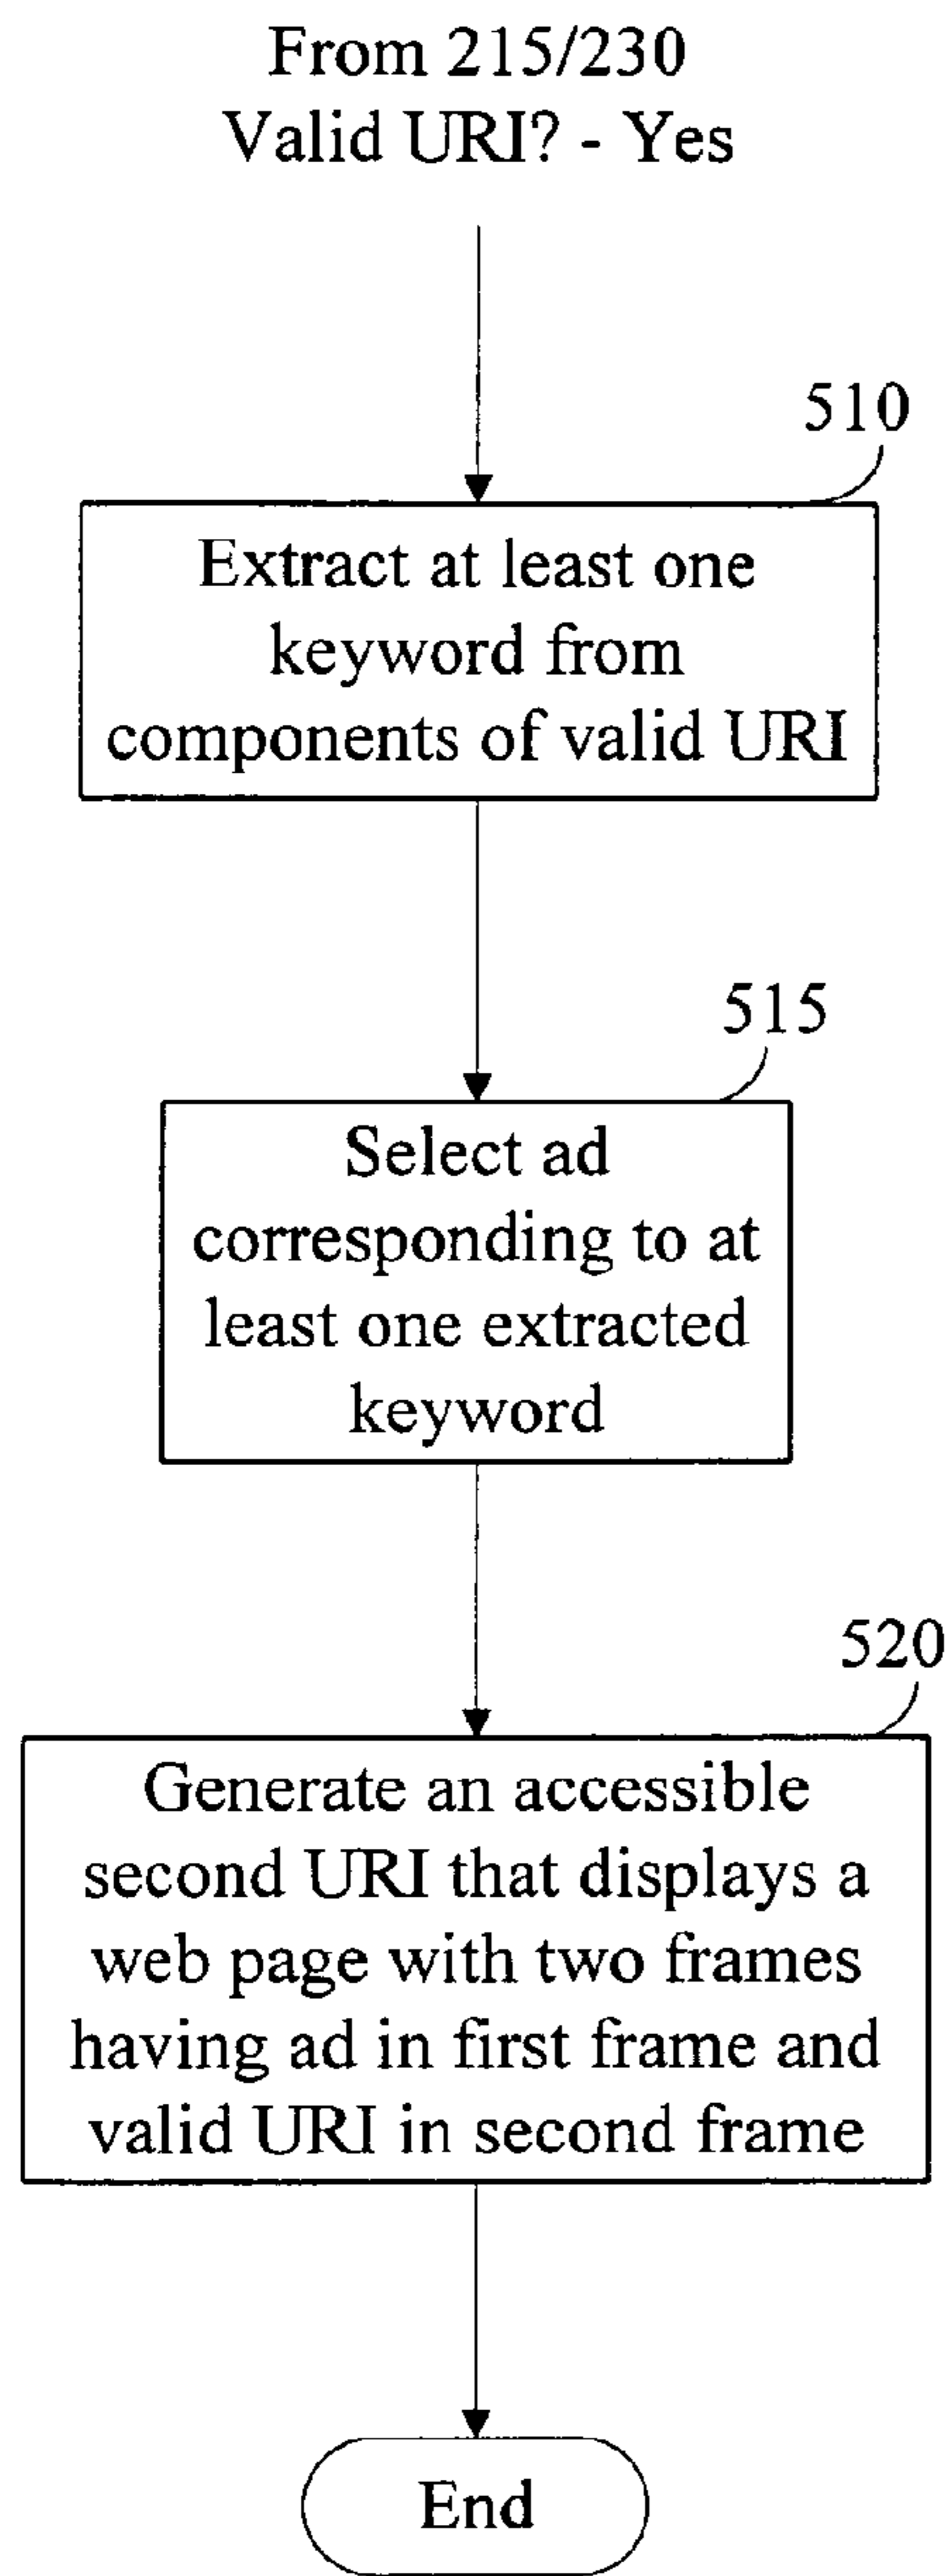 From 215/230
Valid URI? - Yes
510
Extract at least one
keyword from
components of valid URI
515
Select ad
corresponding to at
least one extracted
keyword
520
Generate an accessible
second URI that displays a
web page with two frames
having ad in first frame and
valid URI in second frame
End